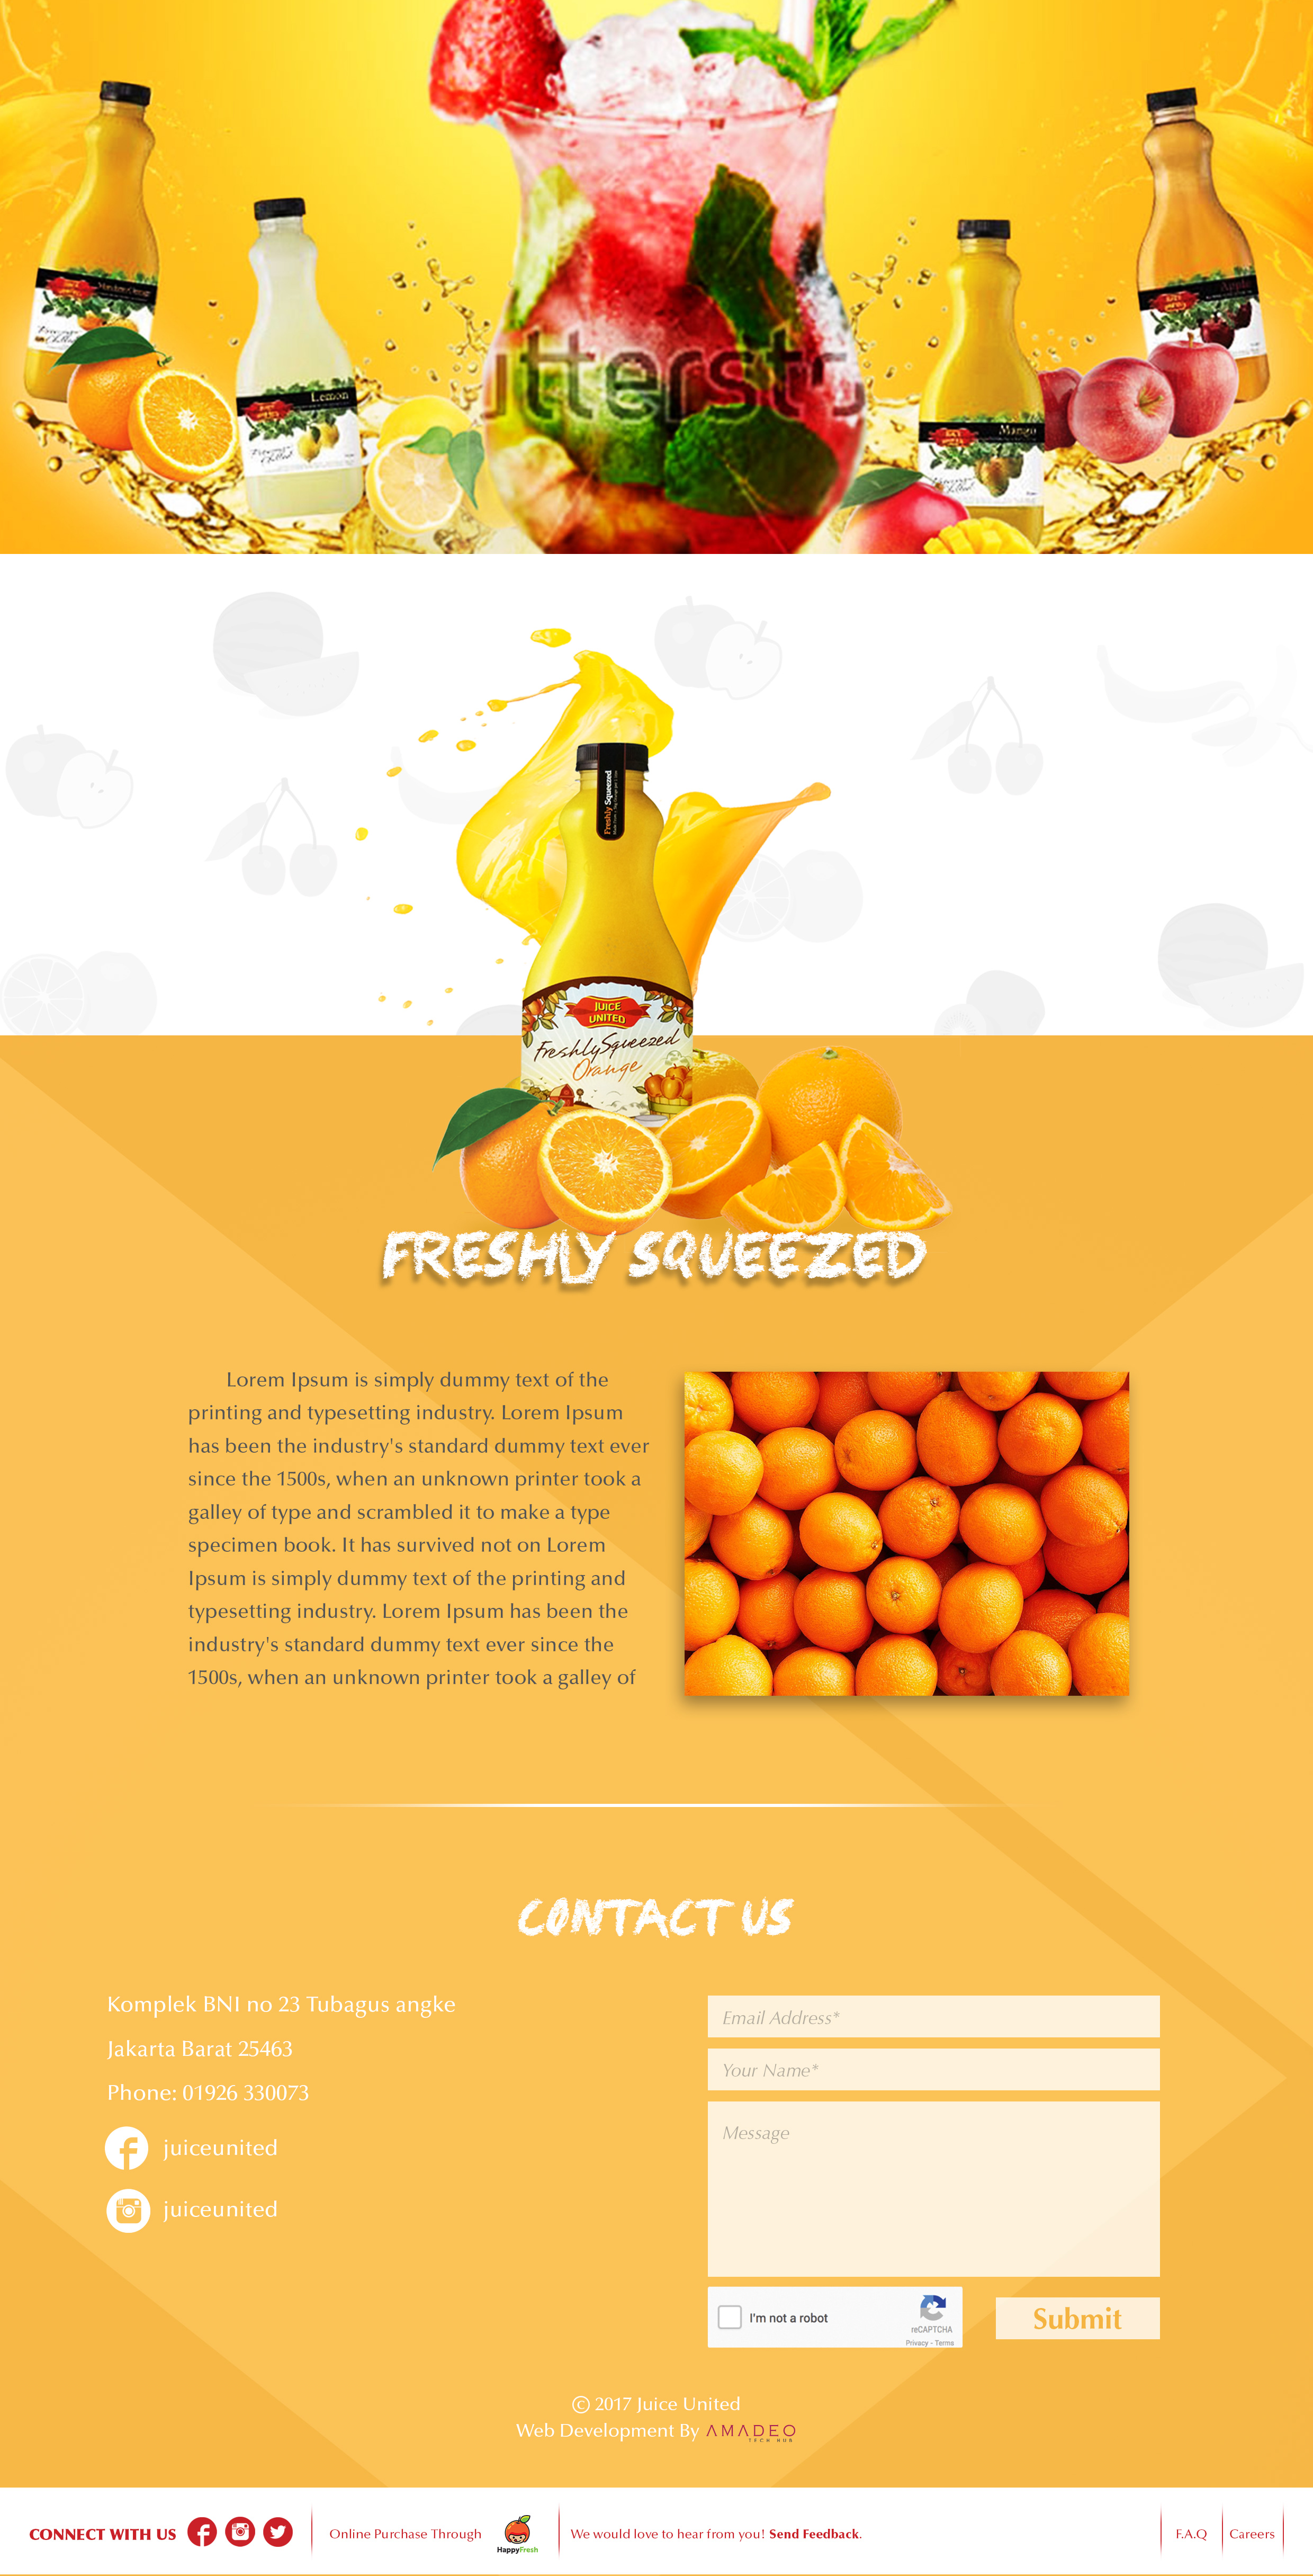 Mandarin Orange
Lemon
Mango
Apple
uttersto
Freshly Squeezed
JUICE
UNITED
Freshly Squeezed
Orange
FRESHLY SQUEEZED
Lorem Ipsum is simply dummy text of the
printing and typesetting industry. Lorem Ipsum
has been the industry's standard dummy text ever
since the 1500s, when an unknown printer took a
galley of type and scrambled it to make a type
specimen book. It has survived not on Lorem
Ipsum is simply dummy text of the printing and
typesetting industry. Lorem Ipsum has been the
industry's standard dummy text ever since the
1500s, when an unknown printer took a galley of
CONTACT US
Komplek BNI no 23 Tubagus angke
Jakarta Barat 25463
Phone: 01926 330073
juiceunited
juiceunited
Email Address*
Your Name*
Message
I'm not a robot
reCAPTCHA
Privacy - Terms
Submit
© 2017 Juice United
Web Development By AMADEO
TECH HUB
CONNECT WITH US
Online Purchase Through
HappyFresh
We would love to hear from you! Send Feedback.
F.A.Q
Careers